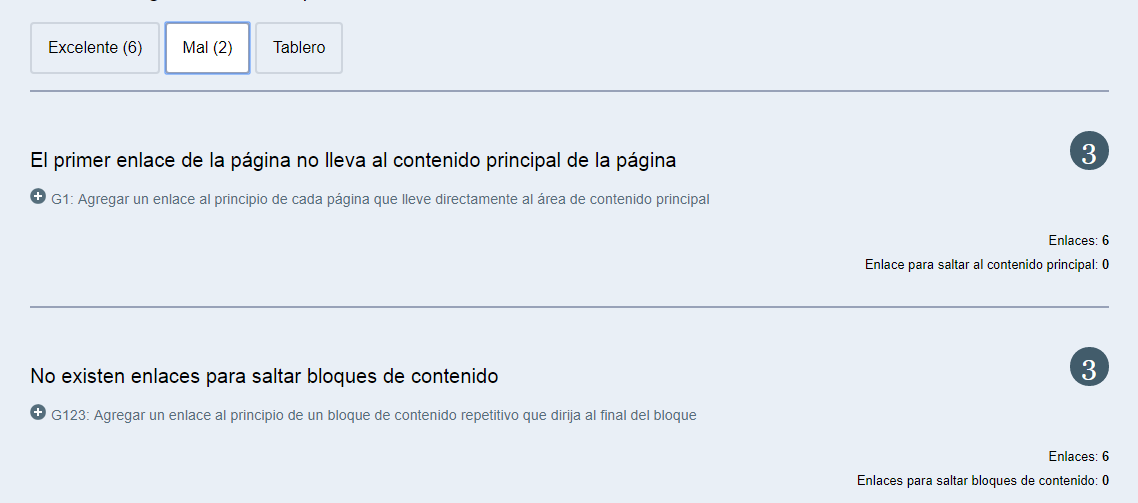 Excelente (6) Mal (2) Tablero
El primer enlace de la página no lleva al contenido principal de la página
3
G1: Agregar un enlace al principio de cada página que lleve directamente al área de contenido principal
Enlaces: 6
Enlace para saltar al contenido principal: 0
No existen enlaces para saltar bloques de contenido
3
G123: Agregar un enlace al principio de un bloque de contenido repetitivo que dirija al final del bloque
Enlaces: 6
Enlaces para saltar bloques de contenido: 0